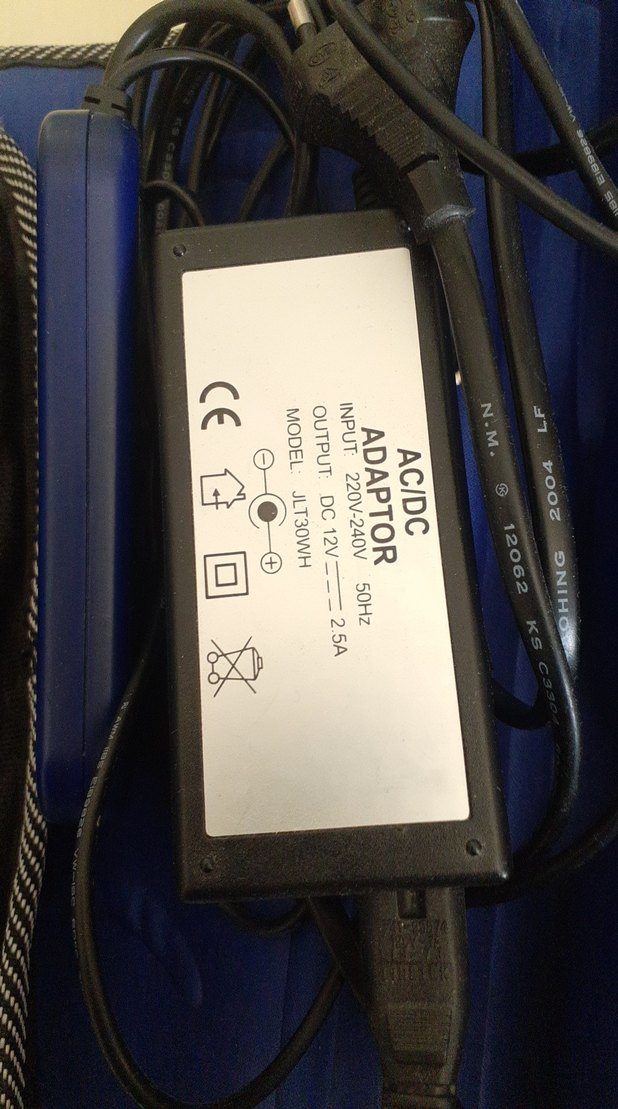 AC/DC
ADAPTOR
INPUT: 220V-240V 50Hz
OUTPUT: DC 12V 2.5A
MODEL: JLT30WH
CE
N.M. ® 12062 KS C3304
2004 LF